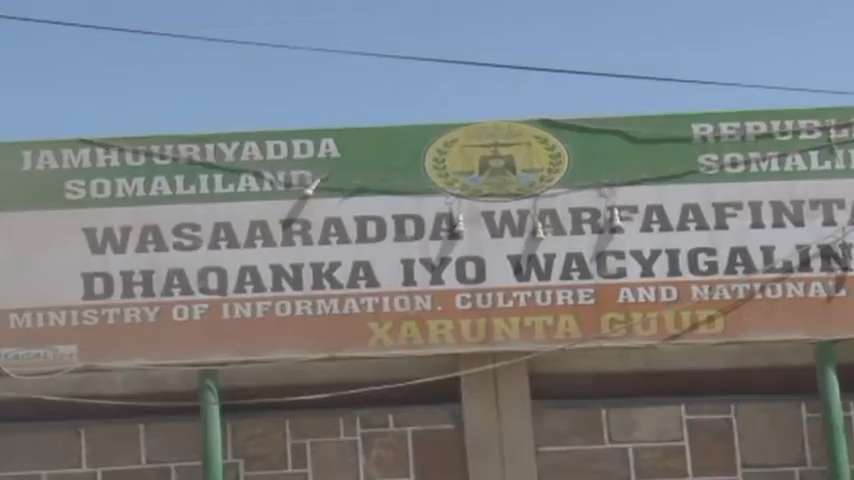 JAMHUURIYADDA
SOMALILAND
WASAARADDA WARFAAFINTA
DHAQANKA IYO WACYIGALIN
MINISTRY OF INFORMATION, CULTURE AND NATIONAL
XARUNTA GUUD